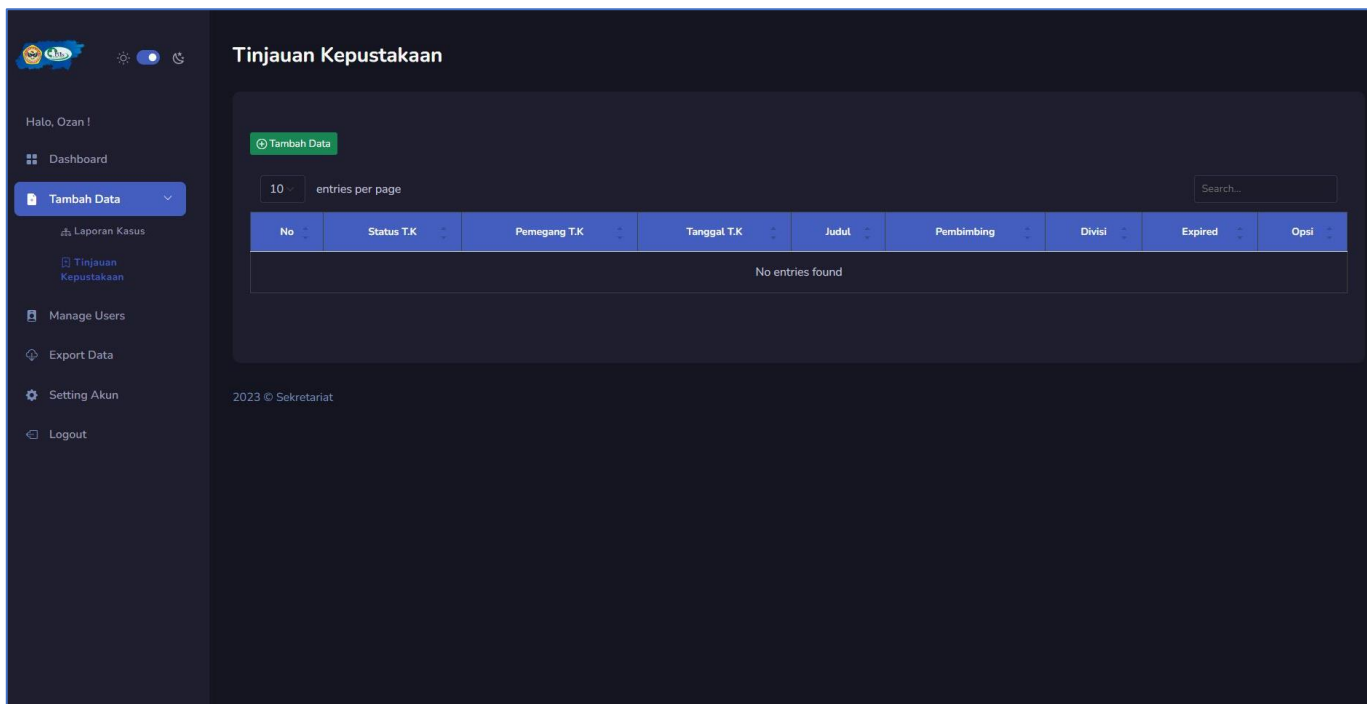 Halo, Ozan !
Dashboard
Tambah Data
Laporan Kasus
Tinjauan
Kepustakaan
Manage Users
Export Data
Setting Akun
Logout
Tinjauan Kepustakaan
Tambah Data
10 entries per page
Search...
No Status T.K Pemegang T.K Tanggal T.K Judul Pembimbing Divisi Expired Opsi
No entries found
2023 © Sekretariat